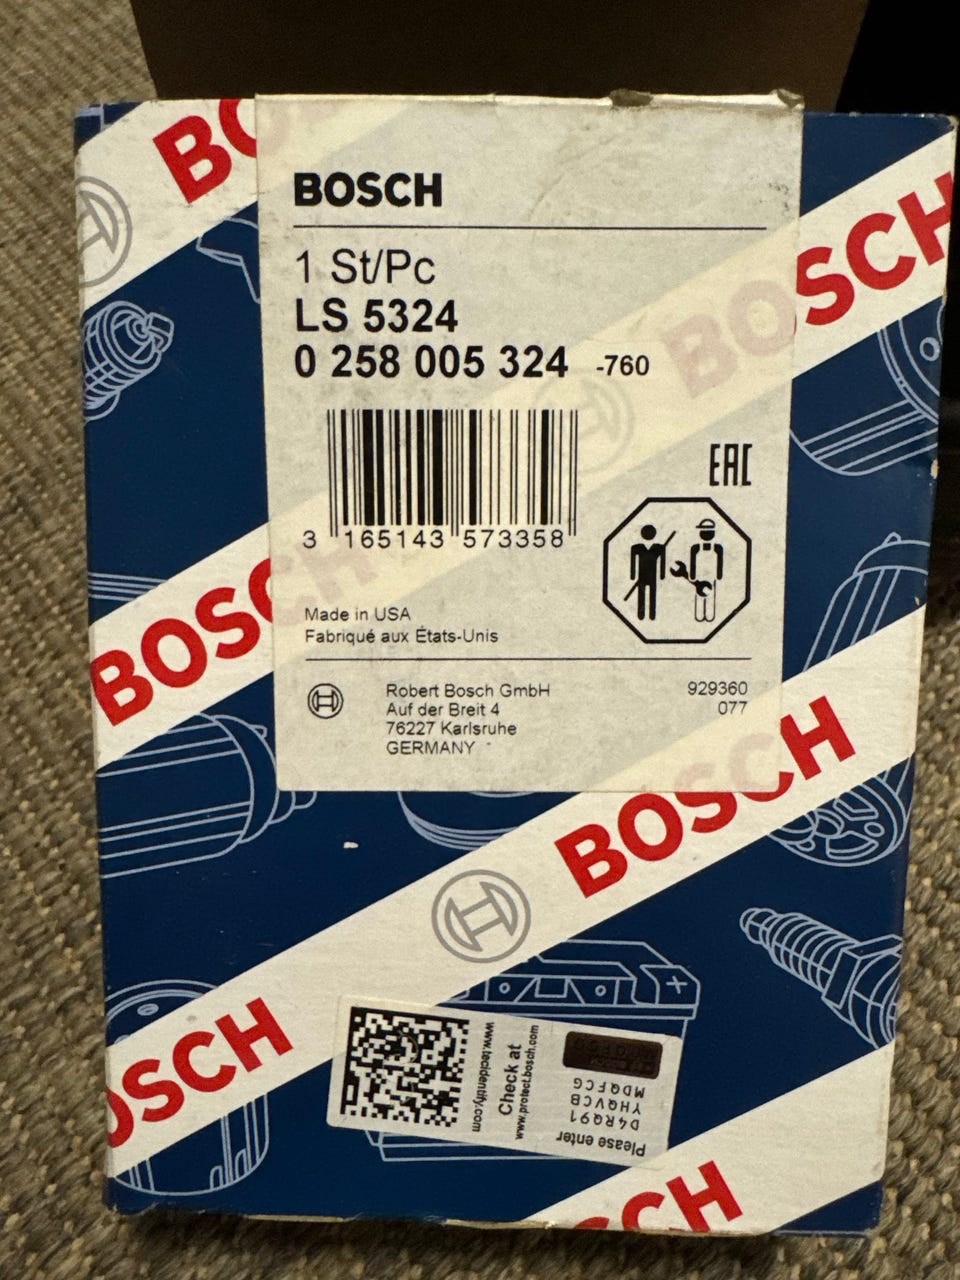 BOSCH
1 St/Pc
LS 5324
0 258 005 324 -760
3 165143 573358
EAC
Made in USA
Fabriqué aux États-Unis
Robert Bosch GmbH
Auf der Breit 4
76227 Karlsruhe
GERMANY
929360
077
BOSCH
BOSCH
BOSCH
BOSCH
www.tecidentify.com
Check at
www.protect.bosch.com
Please enter
D4RQ91
YHQVCB
MDQFCG